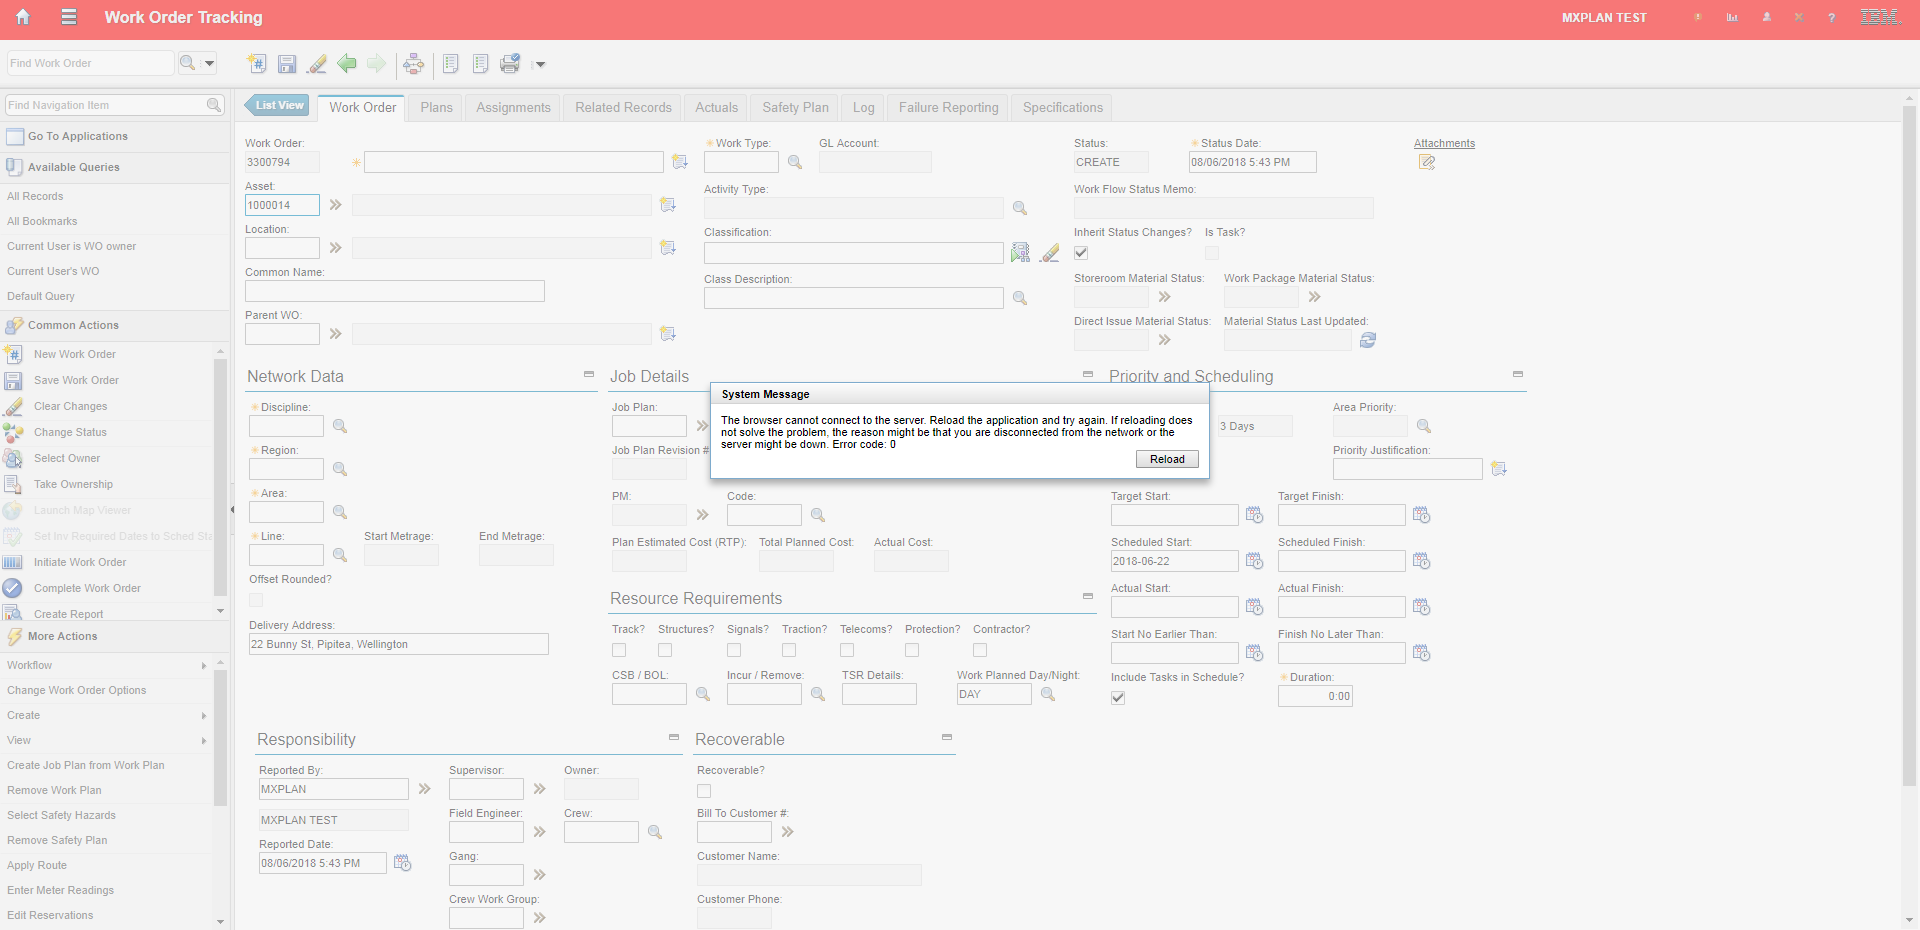 Work Order Tracking
MXPLAN TEST
?
IBM.
Find Work Order
Find Navigation Item
Go To Applications
Available Queries
All Records
All Bookmarks
Current User is WO owner
Current User's WO
Default Query
Common Actions
New Work Order
Save Work Order
Clear Changes
Change Status
Select Owner
Take Ownership
Launch Map Viewer
Set Inv Required Dates to Sched Sta
Initiate Work Order
Complete Work Order
Create Report
More Actions
Workflow
Change Work Order Options
Create
View
Create Job Plan from Work Plan
Remove Work Plan
Select Safety Hazards
Remove Safety Plan
Apply Route
Enter Meter Readings
Edit Reservations
List View
Work Order
Plans
Assignments
Related Records
Actuals
Safety Plan
Log
Failure Reporting
Specifications
Work Order:
3300794
Asset:
1000014
Location:
Common Name:
Parent WO:
Work Type:
GL Account:
Activity Type:
Classification:
Class Description:
Status:
CREATE
Status Date:
08/06/2018 5:43 PM
Attachments
Work Flow Status Memo:
Inherit Status Changes?
Is Task?
Storeroom Material Status:
Work Package Material Status:
Direct Issue Material Status:
Material Status Last Updated:
Network Data
Discipline:
Region:
Area:
Line:
Start Metrage:
End Metrage:
Offset Rounded?
Delivery Address:
22 Bunny St, Pipitea, Wellington
Job Details
Job Plan:
Job Plan Revision #
PM:
Code:
Plan Estimated Cost (RTP):
Total Planned Cost:
Actual Cost:
System Message
The browser cannot connect to the server. Reload the application and try again. If reloading does
not solve the problem, the reason might be that you are disconnected from the network or the
server might be down. Error code: 0
Reload
Priority and Scheduling
3 Days
Area Priority:
Priority Justification:
Target Start:
Target Finish:
Scheduled Start:
2018-06-22
Scheduled Finish:
Actual Start:
Actual Finish:
Start No Earlier Than:
Finish No Later Than:
Include Tasks in Schedule?
Duration:
0:00
Resource Requirements
Track?
Structures?
Signals?
Traction?
Telecoms?
Protection?
Contractor?
CSB / BOL:
Incur / Remove:
TSR Details:
Work Planned Day/Night:
DAY
Responsibility
Reported By:
MXPLAN
MXPLAN TEST
Reported Date:
08/06/2018 5:43 PM
Supervisor:
Owner:
Field Engineer:
Crew:
Gang:
Crew Work Group:
Recoverable
Recoverable?
Bill To Customer #:
Customer Name:
Customer Phone: